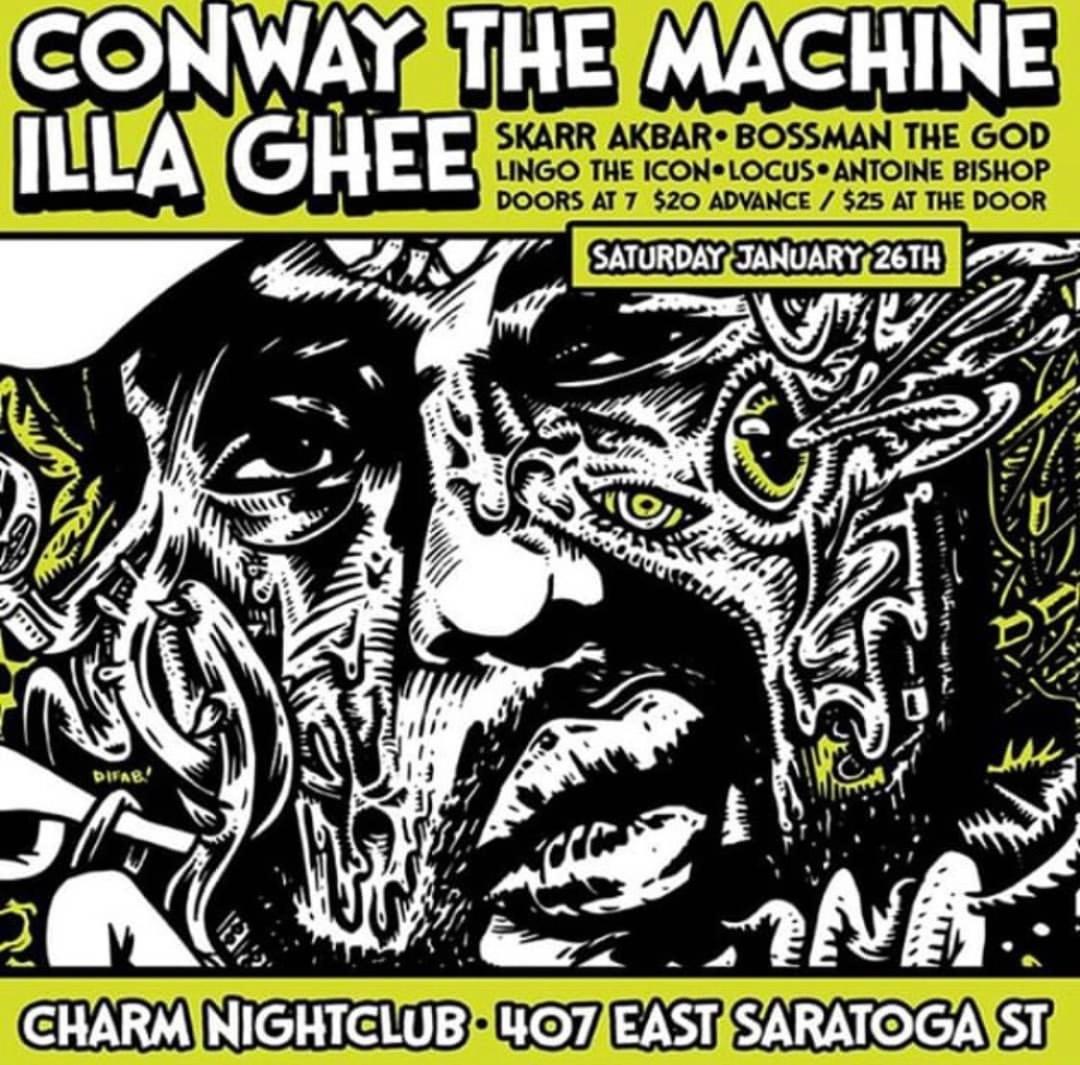 CONWAY THE MACHINE
ILLA GHEE
SKARR AKBAR • BOSSMAN THE GOD
LINGO THE ICON • LOCUS • ANTOINE BISHOP
DOORS AT 7 $20 ADVANCE / $25 AT THE DOOR
SATURDAY JANUARY 26TH
DIFAB!
CHARM NIGHTCLUB • 407 EAST SARATOGA ST